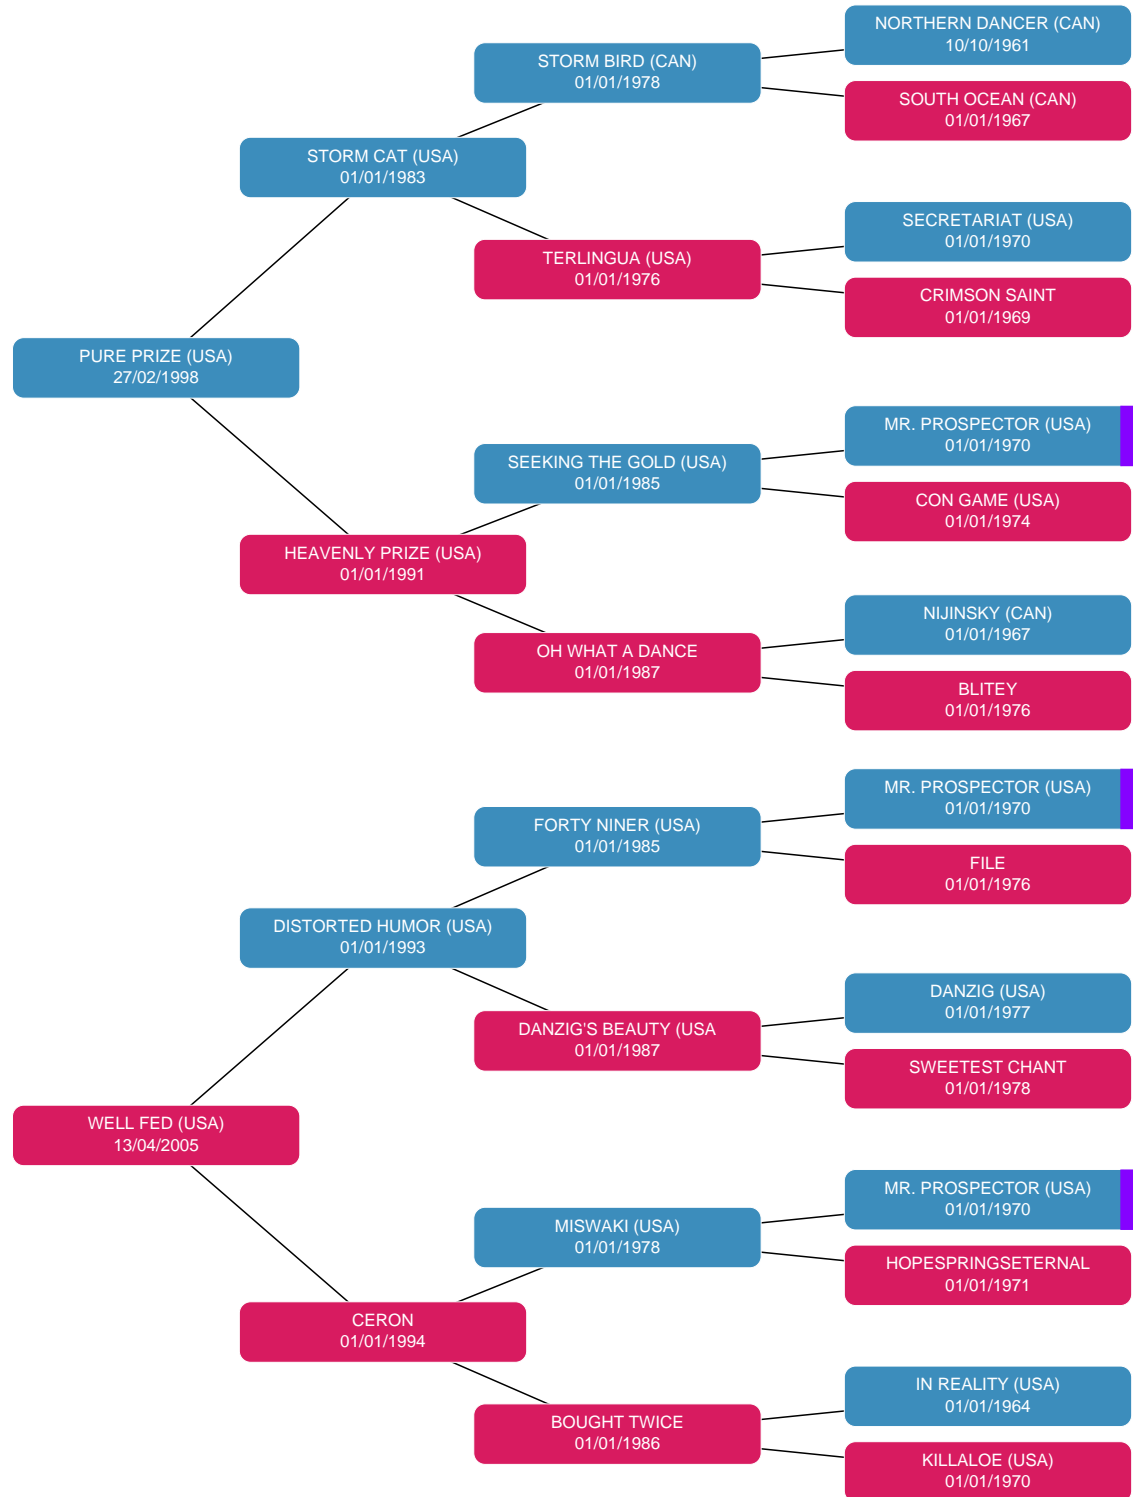 NORTHERN DANCER (CAN)
10/10/1961
STORM BIRD (CAN)
01/01/1978
SOUTH OCEAN (CAN)
01/01/1967
STORM CAT (USA)
01/01/1983
SECRETARIAT (USA)
01/01/1970
TERLINGUA (USA)
01/01/1976
CRIMSON SAINT
01/01/1969
PURE PRIZE (USA)
27/02/1998
MR. PROSPECTOR (USA)
01/01/1970
SEEKING THE GOLD (USA)
01/01/1985
CON GAME (USA)
01/01/1974
HEAVENLY PRIZE (USA)
01/01/1991
NIJINSKY (CAN)
01/01/1967
OH WHAT A DANCE
01/01/1987
BLITEY
01/01/1976
MR. PROSPECTOR (USA)
01/01/1970
FORTY NINER (USA)
01/01/1985
FILE
01/01/1976
DISTORTED HUMOR (USA)
01/01/1993
DANZIG (USA)
01/01/1977
DANZIG'S BEAUTY (USA
01/01/1987
SWEETEST CHANT
01/01/1978
WELL FED (USA)
13/04/2005
MR. PROSPECTOR (USA)
01/01/1970
MISWAKI (USA)
01/01/1978
HOPESPRINGSETERNAL
01/01/1971
CERON
01/01/1994
IN REALITY (USA)
01/01/1964
BOUGHT TWICE
01/01/1986
KILLALOE (USA)
01/01/1970